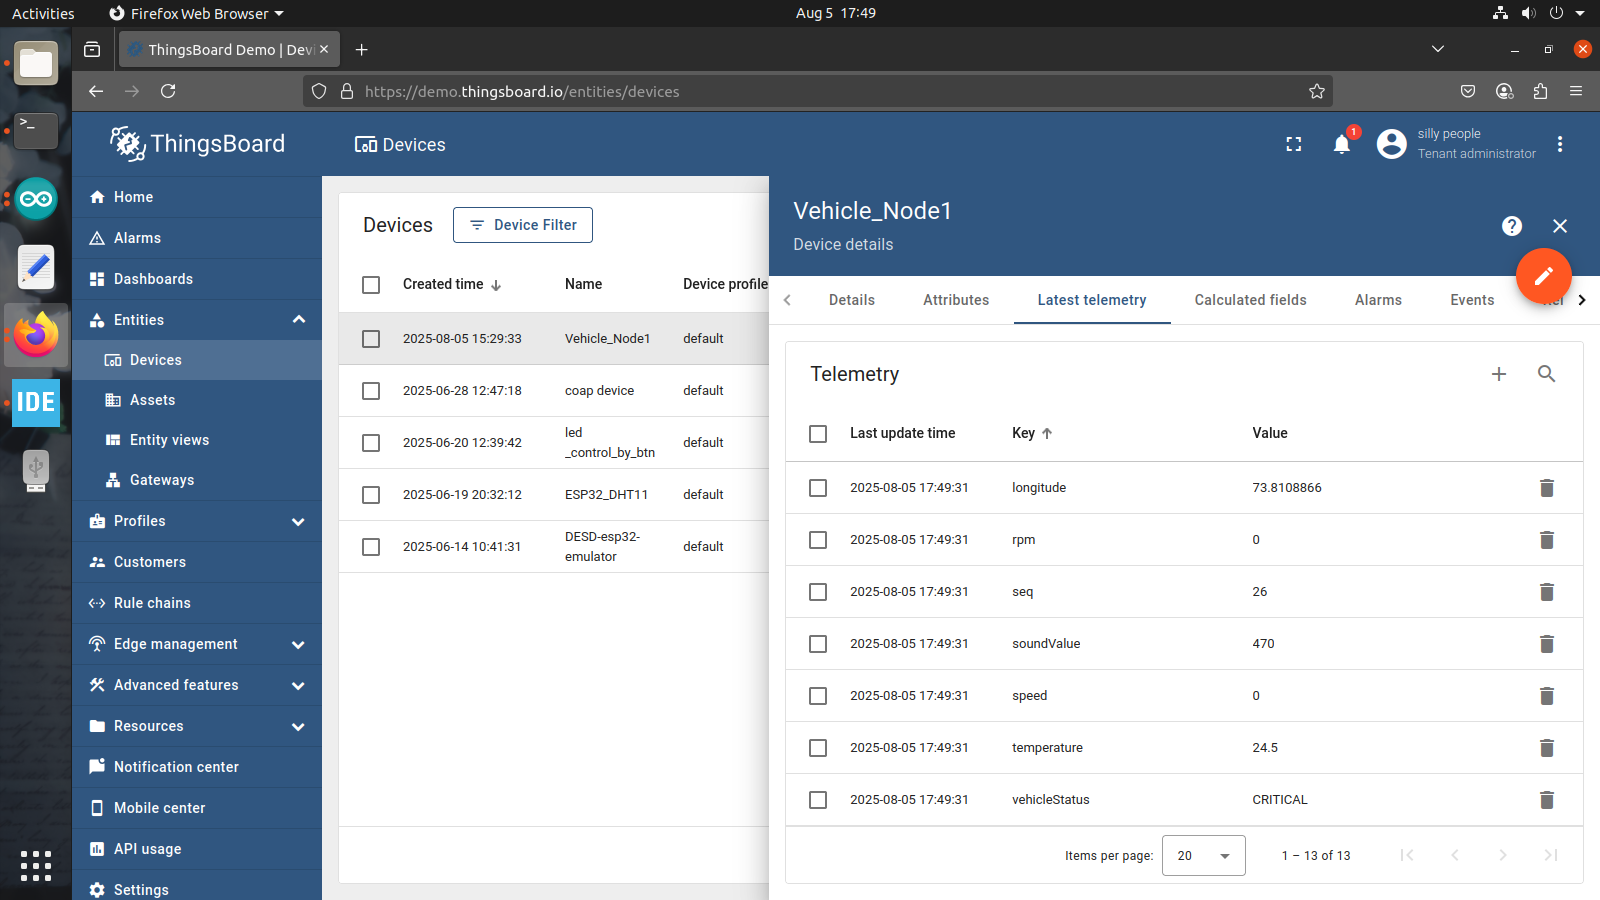 Activities
Firefox Web Browser
Aug 5 17:49
ThingsBoard Demo | Devi
https://demo.thingsboard.io/entities/devices
ThingsBoard
Devices
1
silly people
Tenant administrator
Home
Alarms
Dashboards
Entities
Devices
Assets
Entity views
Gateways
Profiles
Customers
Rule chains
Edge management
Advanced features
Resources
Notification center
Mobile center
API usage
Settings
IDE
Devices
Device Filter
Created time Name Device profile
2025-08-05 15:29:33 Vehicle_Node1 default
2025-06-28 12:47:18 coap device default
2025-06-20 12:39:42 led _control_by_btn default
2025-06-19 20:32:12 ESP32_DHT11 default
2025-06-14 10:41:31 DESD-esp32-emulator default
Vehicle_Node1
Device details
Details Attributes Latest telemetry Calculated fields Alarms Events
Telemetry
Last update time Key Value
2025-08-05 17:49:31 longitude 73.8108866
2025-08-05 17:49:31 rpm 0
2025-08-05 17:49:31 seq 26
2025-08-05 17:49:31 soundValue 470
2025-08-05 17:49:31 speed 0
2025-08-05 17:49:31 temperature 24.5
2025-08-05 17:49:31 vehicleStatus CRITICAL
Items per page: 20 1 – 13 of 13